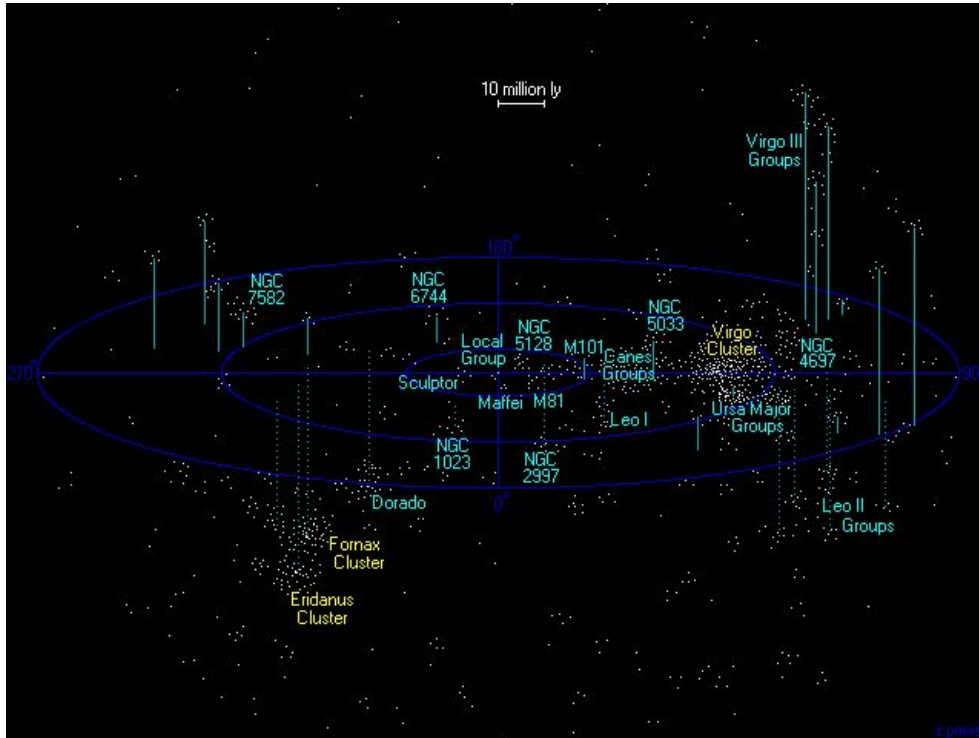 10 million ly
Virgo III
Groups
180°
NGC
7582
NGC
6744
NGC
5033
NGC
5128
Local
Group
M101
Virgo
Cluster
NGC
4697
Canes
Groups
270°
90°
Sculptor
Maffei
M81
Leo I
Ursa Major
Groups
NGC
1023
NGC
2997
0°
Dorado
Leo II
Groups
Fornax
Cluster
Eridanus
Cluster